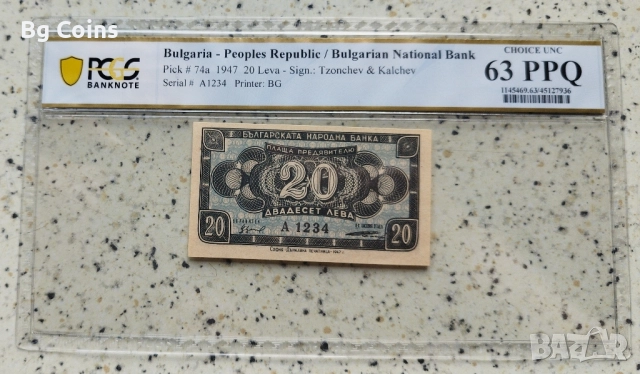 Bg Coins
PCGS
BANKNOTE
Bulgaria - Peoples Republic / Bulgarian National Bank
Pick # 74a 1947 20 Leva - Sign.: Tzonchev & Kalchev
Serial # A1234 Printer: BG
CHOICE UNC
63 PPQ
1145469.63/45127936
БЪЛГАРСКАТА НАРОДНА БАНКА
ПЛАЩА ПРЕДЯВИТЕЛЮ
20
ДВАДЕСЕТ ЛЕВА
20 А 1234 20
BAZAR